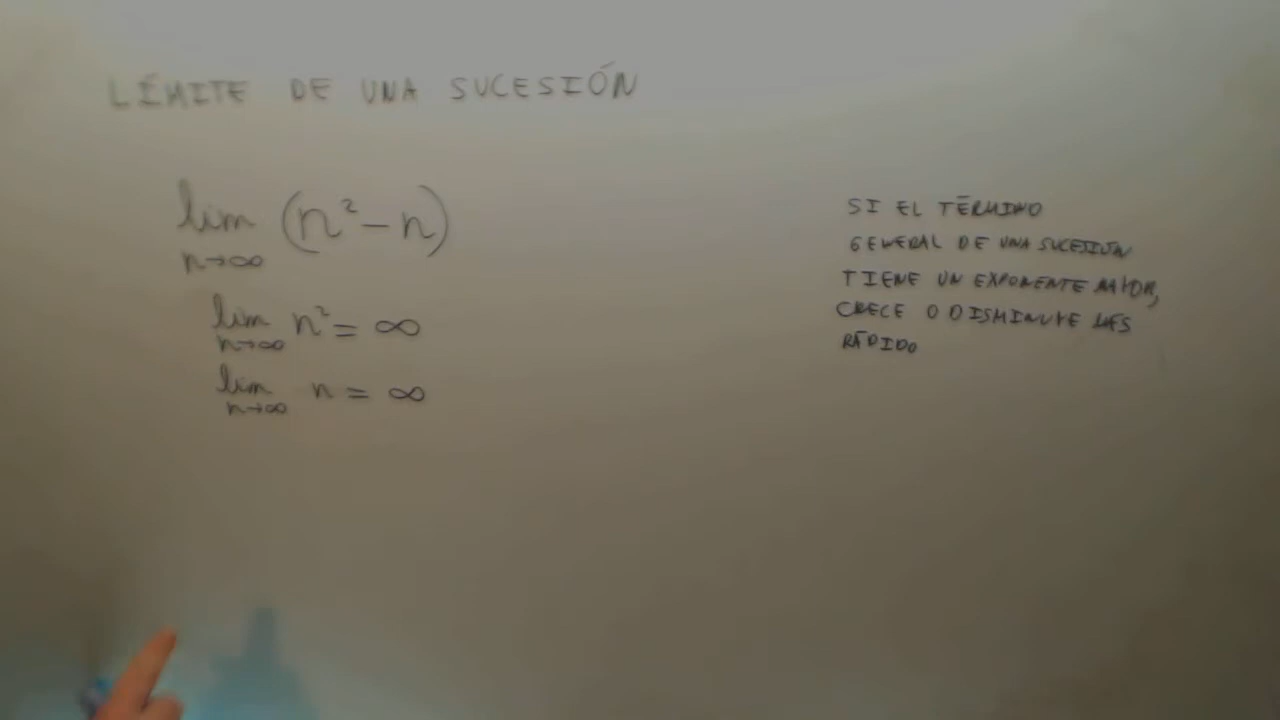 LÍMITE DE UNA SUCESIÓN
lim (n² − n)
n→∞
lim n² = ∞
n→∞
lim n = ∞
n→∞
SI EL TÉRMINO
GENERAL DE UNA SUCESIÓN
TIENE UN EXPONENTE MAYOR,
CRECE O DISMINUYE MÁS
RÁPIDO